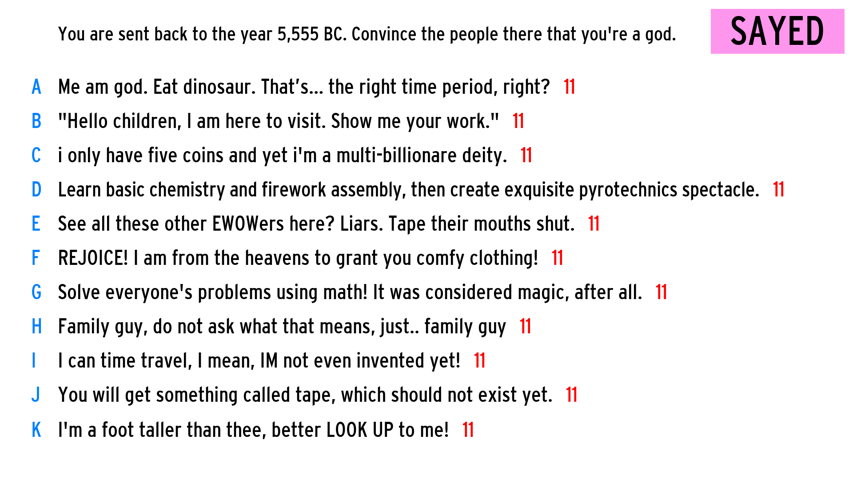 You are sent back to the year 5,555 BC. Convince the people there that you're a god. SAYED
A Me am god. Eat dinosaur. That's... the right time period, right? 11
B "Hello children, I am here to visit. Show me your work." 11
C i only have five coins and yet i'm a multi-billionare deity. 11
D Learn basic chemistry and firework assembly, then create exquisite pyrotechnics spectacle. 11
E See all these other EWOWers here? Liars. Tape their mouths shut. 11
F REJOICE! I am from the heavens to grant you comfy clothing! 11
G Solve everyone's problems using math! It was considered magic, after all. 11
H Family guy, do not ask what that means, just.. family guy 11
I I can time travel, I mean, IM not even invented yet! 11
J You will get something called tape, which should not exist yet. 11
K I'm a foot taller than thee, better LOOK UP to me! 11